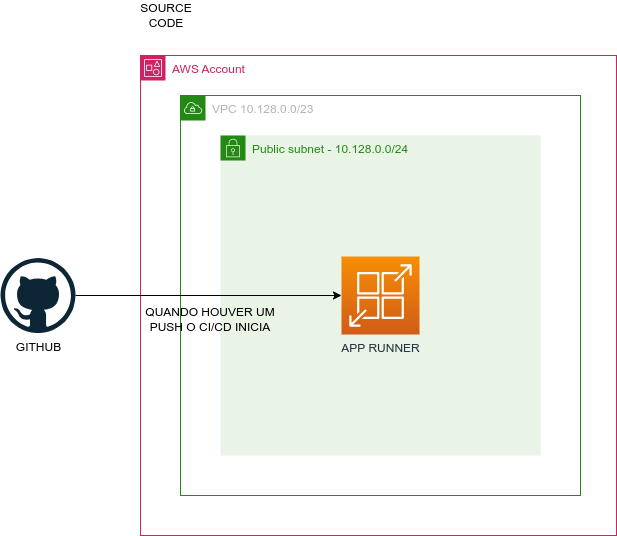 SOURCE
CODE
AWS Account
VPC 10.128.0.0/23
Public subnet - 10.128.0.0/24
QUANDO HOUVER UM
PUSH O CI/CD INICIA
GITHUB
APP RUNNER